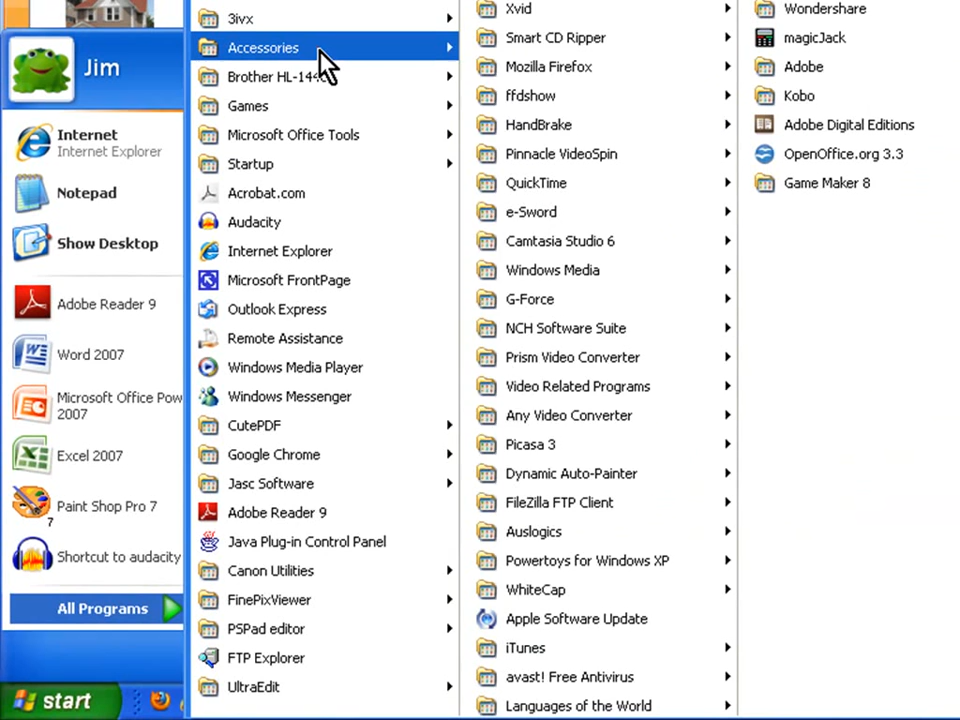 Jim
Internet
Internet Explorer
Notepad
Show Desktop
Adobe Reader 9
Word 2007
Microsoft Office Pow
2007
Excel 2007
Paint Shop Pro 7
7
Shortcut to audacity
All Programs
start
3ivx
Accessories
Brother HL-14
Games
Microsoft Office Tools
Startup
Acrobat.com
Audacity
Internet Explorer
Microsoft FrontPage
Outlook Express
Remote Assistance
Windows Media Player
Windows Messenger
CutePDF
Google Chrome
Jasc Software
Adobe Reader 9
Java Plug-in Control Panel
Canon Utilities
FinePixViewer
PSPad editor
FTP Explorer
UltraEdit
Xvid
Smart CD Ripper
Mozilla Firefox
ffdshow
HandBrake
Pinnacle VideoSpin
QuickTime
e-Sword
Camtasia Studio 6
Windows Media
G-Force
NCH Software Suite
Prism Video Converter
Video Related Programs
Any Video Converter
Picasa 3
Dynamic Auto-Painter
FileZilla FTP Client
Auslogics
Powertoys for Windows XP
WhiteCap
Apple Software Update
iTunes
avast! Free Antivirus
Languages of the World
Wondershare
magicJack
Adobe
Kobo
Adobe Digital Editions
OpenOffice.org 3.3
Game Maker 8